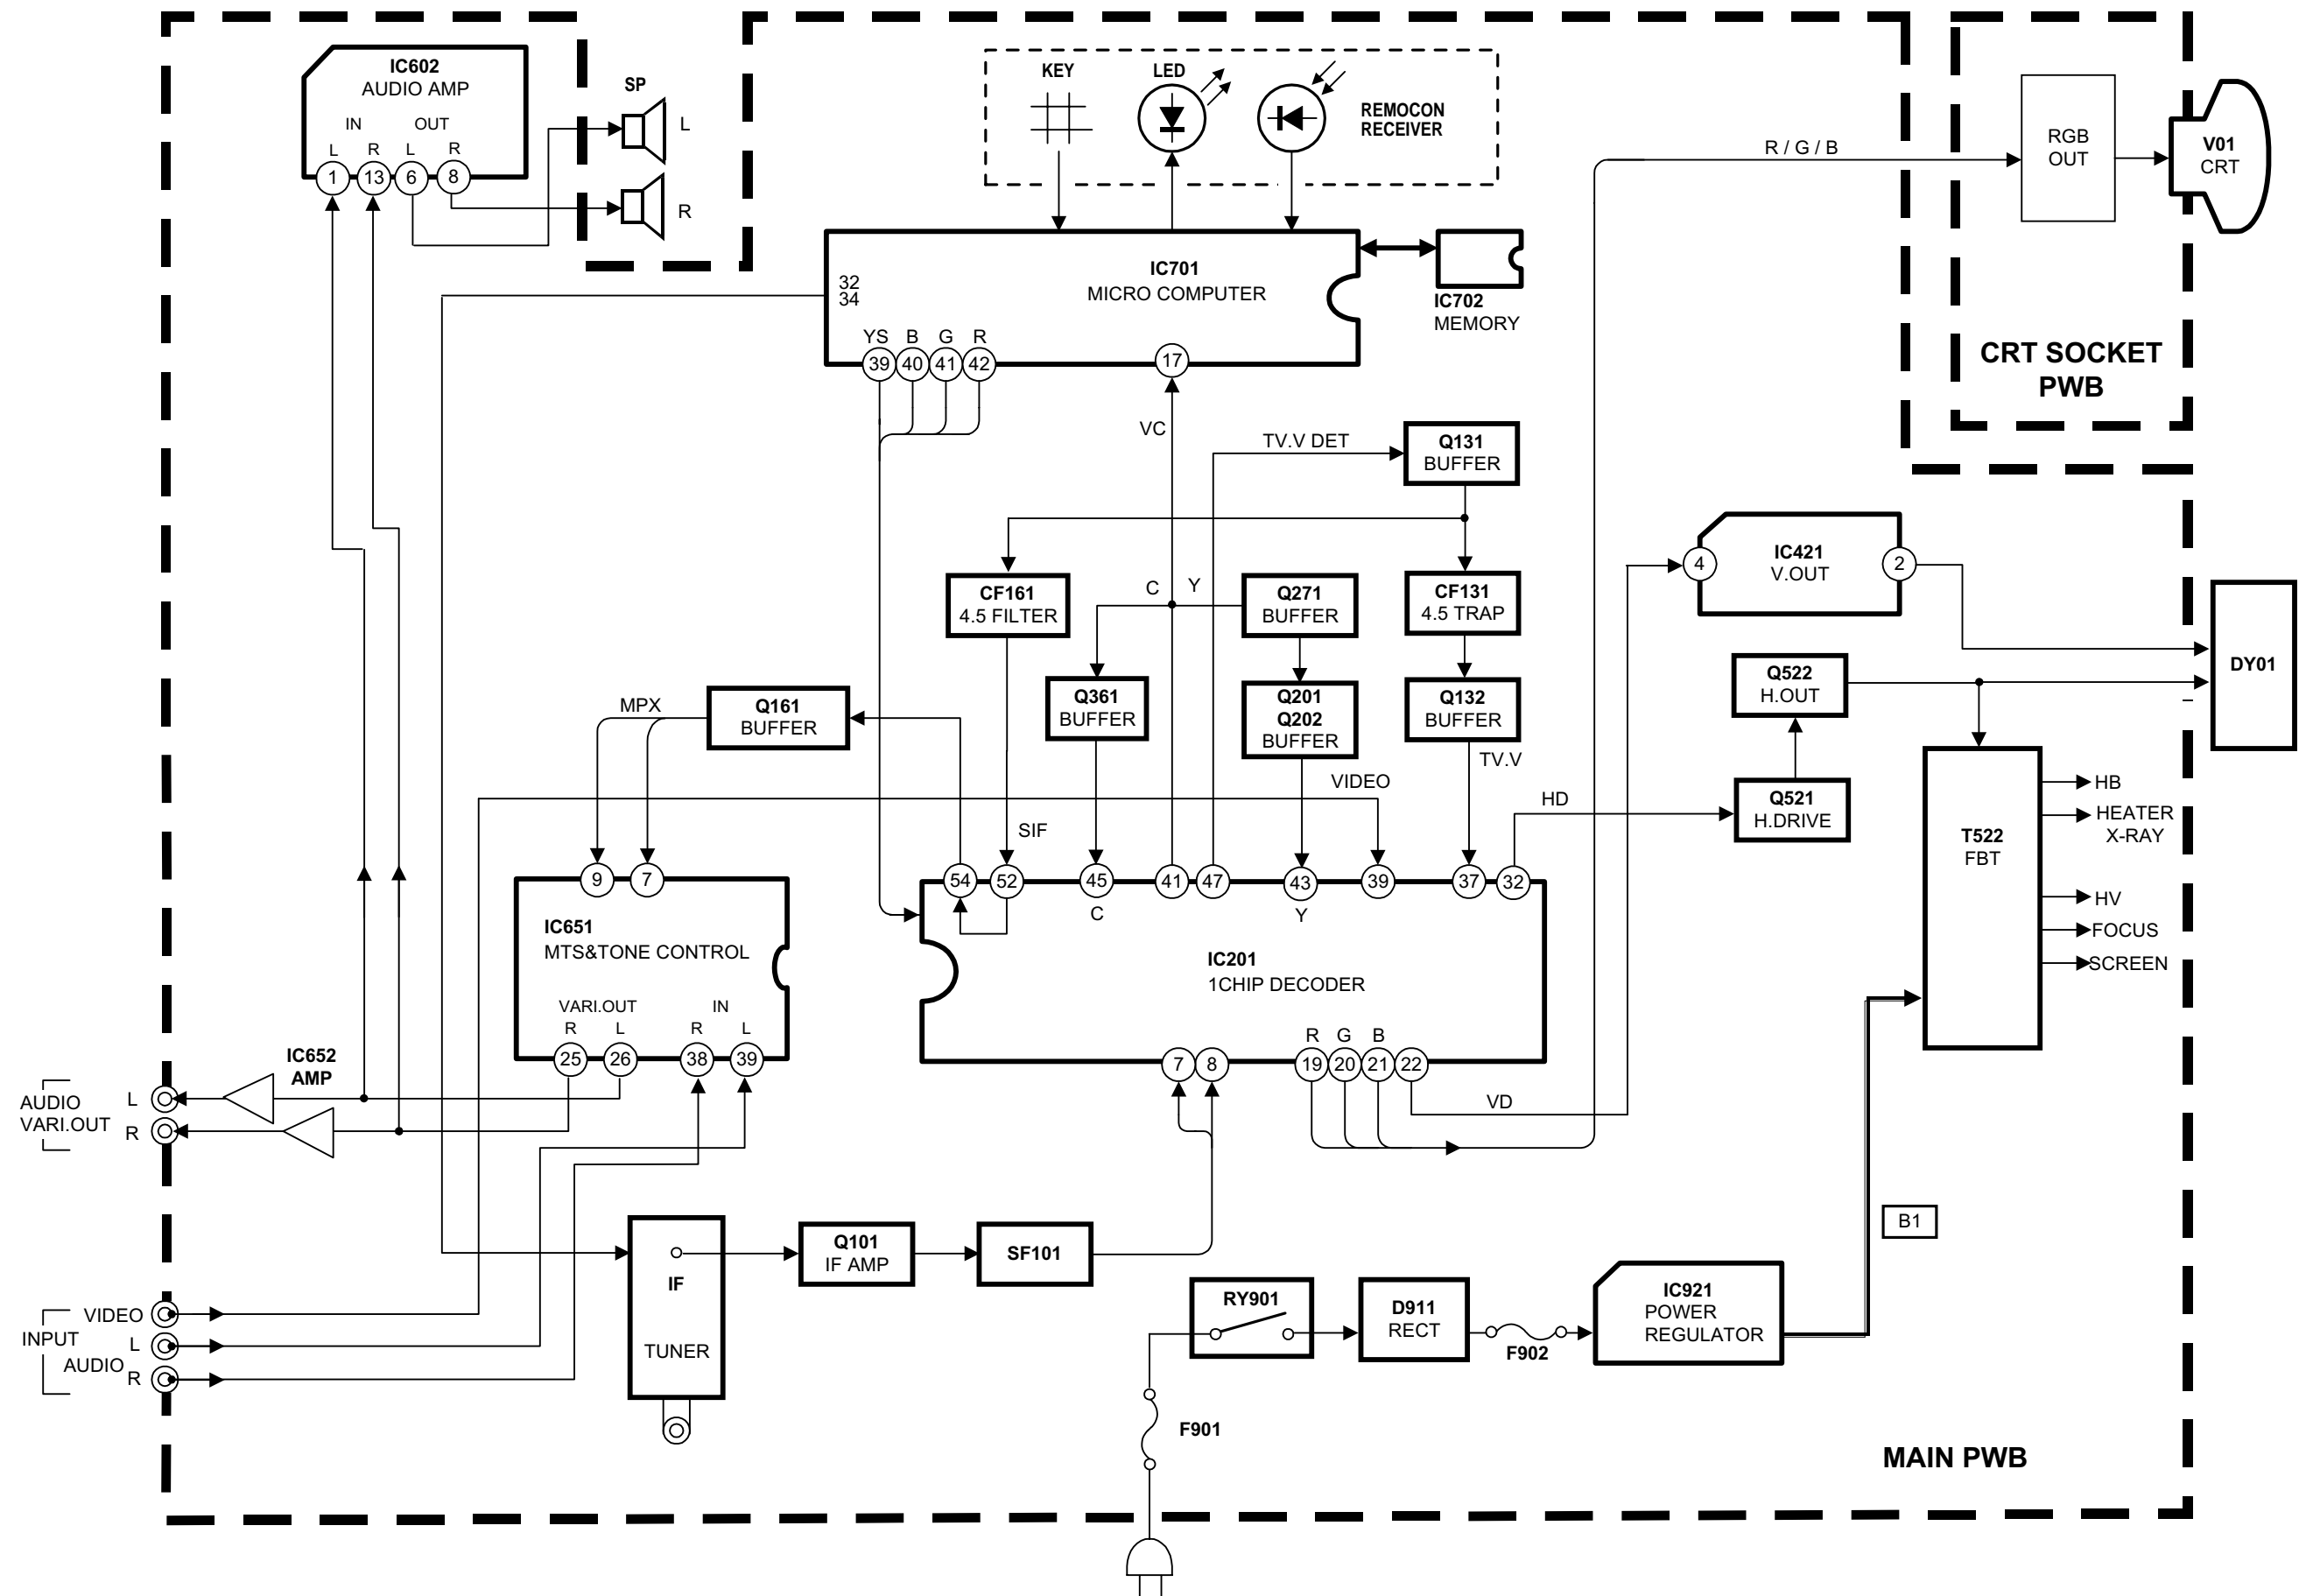 IC602
AUDIO AMP
IN OUT
L R L R
1 13 6 8
SP
L
R
KEY
LED
REMOCON
RECEIVER
IC701
MICRO COMPUTER
32
34
YS B G R
39 40 41 42
17
IC702
MEMORY
R / G / B
RGB
OUT
V01
CRT
CRT SOCKET
PWB
VC
TV.V DET
Q131
BUFFER
CF161
4.5 FILTER
C Y
Q271
BUFFER
CF131
4.5 TRAP
4
IC421
V.OUT
2
DY01
MPX
Q161
BUFFER
Q361
BUFFER
Q201
Q202
BUFFER
Q132
BUFFER
Q522
H.OUT
TV.V
VIDEO
SIF
HD
Q521
H.DRIVE
T522
FBT
HB
HEATER
X-RAY
HV
FOCUS
SCREEN
9 7
IC651
MTS&TONE CONTROL
VARI.OUT IN
R L R L
25 26 38 39
54 52 45 41 47 43 39 37 32
C Y
IC201
1CHIP DECODER
R G B
7 8 19 20 21 22
VD
IC652
AMP
AUDIO
VARI.OUT
L
R
B1
IF
TUNER
Q101
IF AMP
SF101
INPUT
VIDEO
L
AUDIO
R
RY901
D911
RECT
F902
IC921
POWER
REGULATOR
F901
MAIN PWB